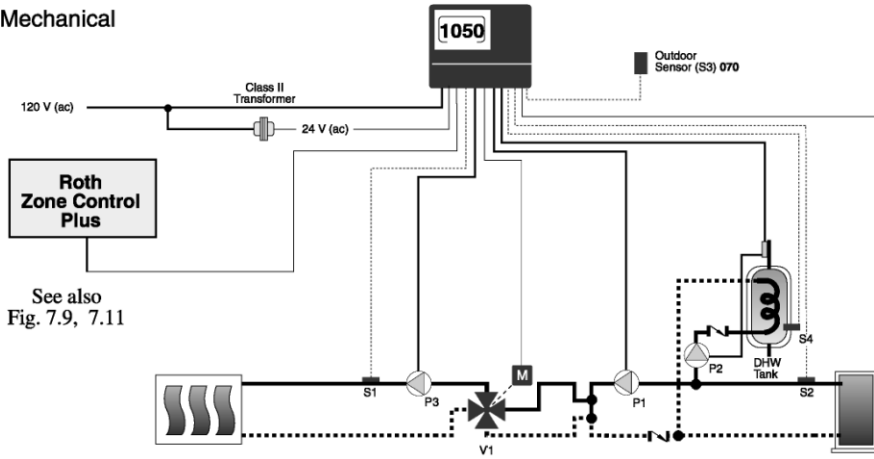 Mechanical
1050
Outdoor
Sensor (S3) 070
Class II
Transformer
120 V (ac)
24 V (ac)
Roth
Zone Control
Plus
See also
Fig. 7.9, 7.11
S4
P2
DHW
Tank
M
S1
P3
P1
S2
V1